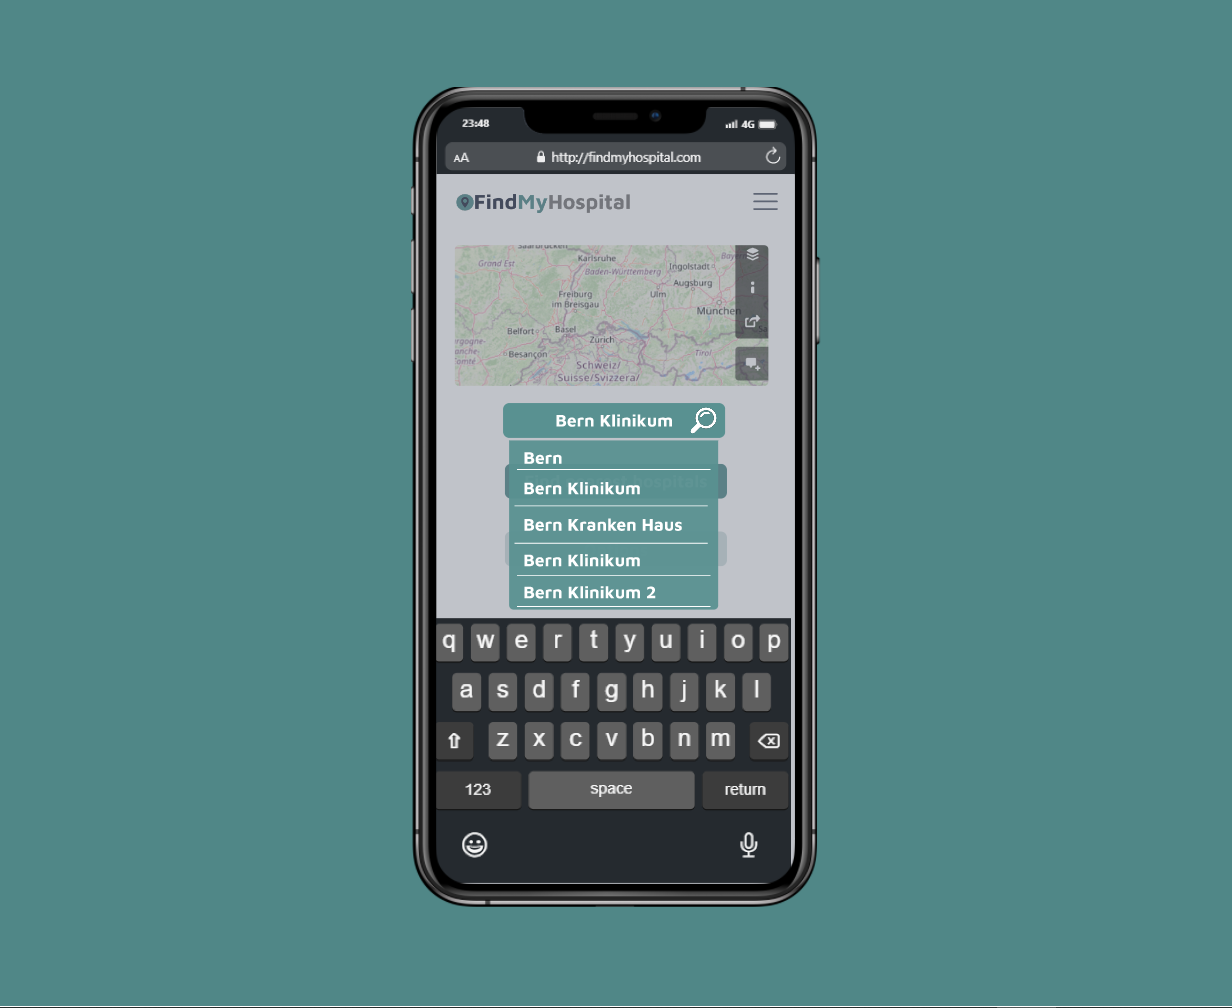 23:48
4G
AA
http://findmyhospital.com
FindMyHospital
Saarbrücken
Karlsruhe
Grand Est
Baden-Württemberg
Ingolstadt
Augsburg
Freiburg
im Breisgau
Ulm
München
Belfort
Basel
Zürich
Besançon
Tirol
Schweiz/
Suisse/Svizzera/
Bern Klinikum
Bern
Bern Klinikum
Bern Kranken Haus
Bern Klinikum
Bern Klinikum 2
q w e r t y u i o p
a s d f g h j k l
z x c v b n m
123 space return